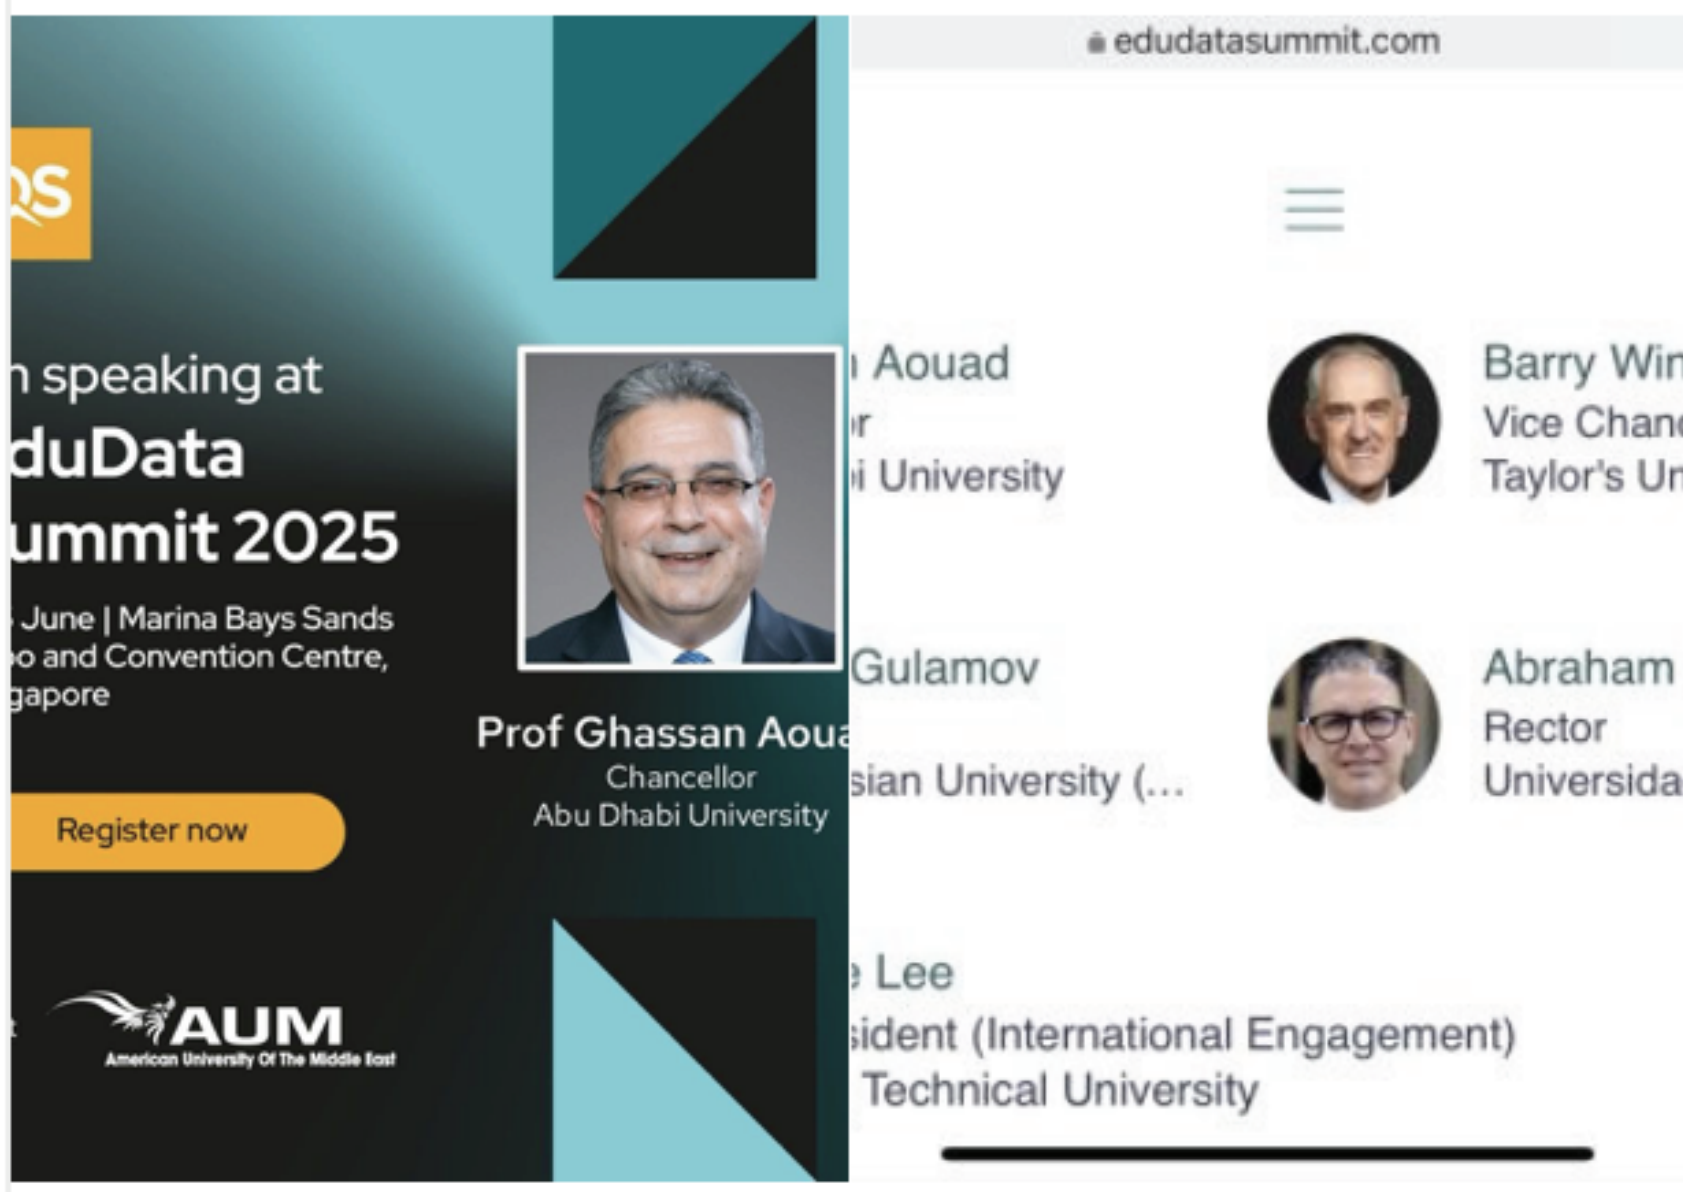 QS
speaking at
duData
ummit 2025
June | Marina Bays Sands
and Convention Centre,
gapore
Register now
AUM
American University Of The Middle East
Prof Ghassan Aoua
Chancellor
Abu Dhabi University
edudatasummit.com
Aouad
r
i University
Barry Win
Vice Chanc
Taylor's Un
Gulamov
sian University (...
Abraham
Rector
Universida
e Lee
sident (International Engagement)
Technical University